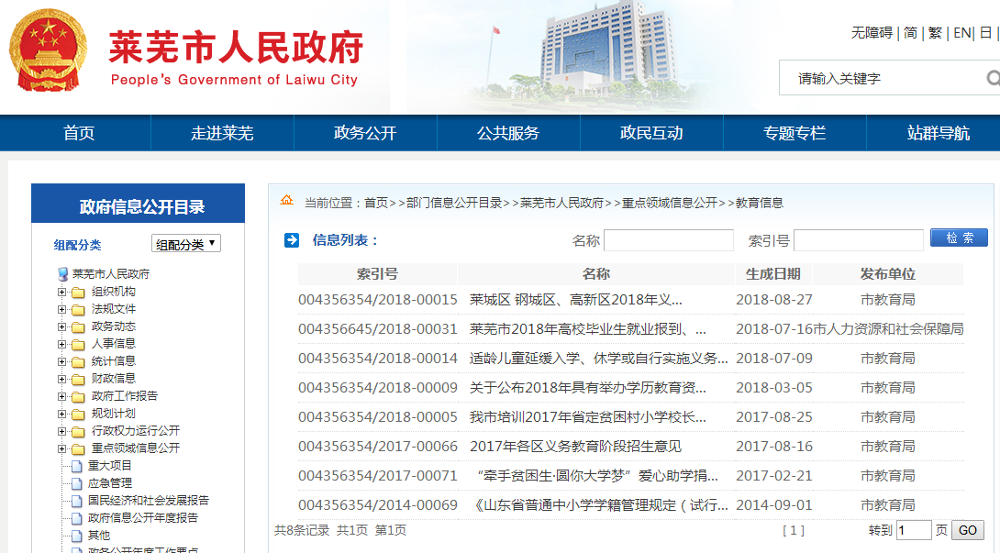 莱芜市人民政府
People's Government of Laiwu City
无障碍 | 简 | 繁 | EN| 日 |
请输入关键字
首页 走进莱芜 政务公开 公共服务 政民互动 专题专栏 站群导航
政府信息公开目录
组配分类 组配分类
莱芜市人民政府
组织机构
法规文件
政务动态
人事信息
统计信息
财政信息
政府工作报告
规划计划
行政权力运行公开
重点领域信息公开
重大项目
应急管理
国民经济和社会发展报告
政府信息公开年度报告
其他
政务公开年度工作要点
当前位置：首页>>部门信息公开目录>>莱芜市人民政府>>重点领域信息公开>>教育信息
信息列表： 名称 索引号 检 索
索引号 名称 生成日期 发布单位
004356354/2018-00015 莱城区 钢城区、高新区2018年义... 2018-08-27 市教育局
004356645/2018-00031 莱芜市2018年高校毕业生就业报到、... 2018-07-16 市人力资源和社会保障局
004356354/2018-00014 适龄儿童延缓入学、休学或自行实施义务... 2018-07-09 市教育局
004356354/2018-00009 关于公布2018年具有举办学历教育资... 2018-03-05 市教育局
004356354/2018-00005 我市培训2017年省定贫困村小学校长... 2017-08-25 市教育局
004356354/2017-00066 2017年各区义务教育阶段招生意见 2017-08-16 市教育局
004356354/2017-00071 “牵手贫困生·圆你大学梦”爱心助学捐... 2017-02-21 市教育局
004356354/2014-00069 《山东省普通中小学学籍管理规定（试行... 2014-09-01 市教育局
共8条记录 共1页 第1页 [ 1 ] 转到 1 页 GO